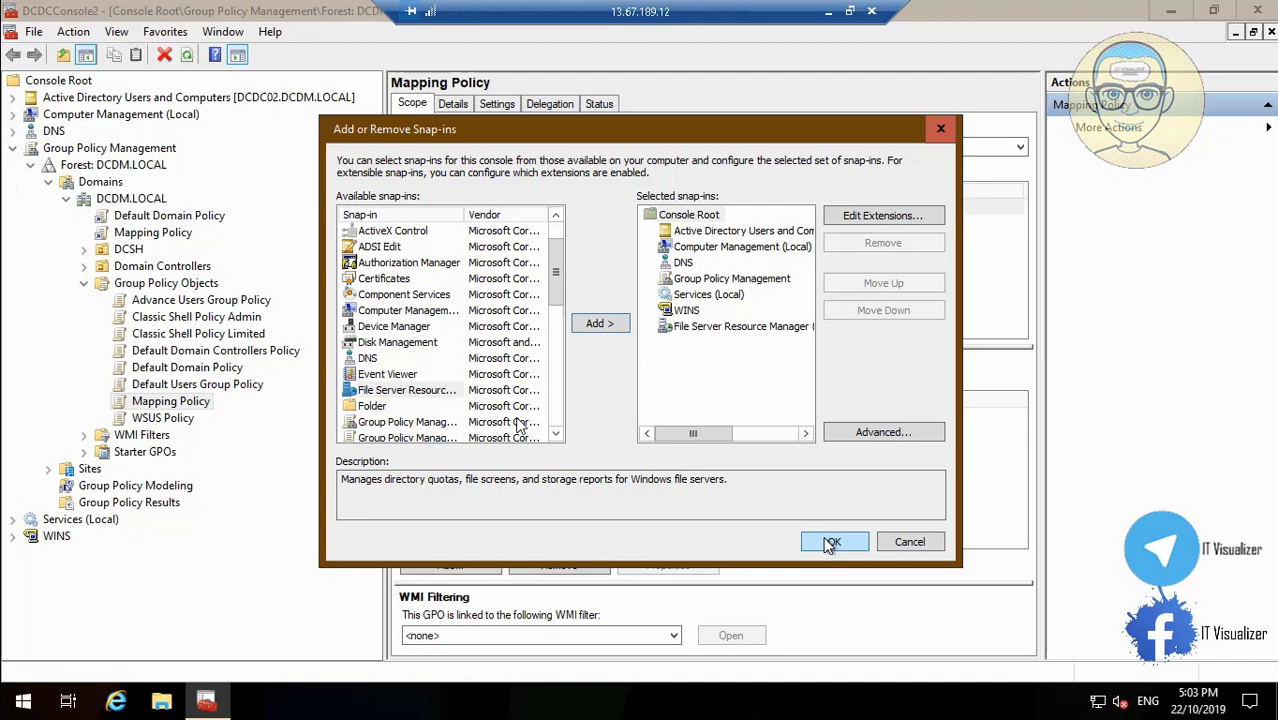 DCDCConsole2 - [Console Root\Group Policy Management\Forest: DCDM
13.67.189.12
File Action View Favorites Window Help
Console Root
Active Directory Users and Computers [DCDC02.DCDM.LOCAL]
Computer Management (Local)
DNS
Group Policy Management
Forest: DCDM.LOCAL
Domains
DCDM.LOCAL
Default Domain Policy
Mapping Policy
DCSH
Domain Controllers
Group Policy Objects
Advance Users Group Policy
Classic Shell Policy Admin
Classic Shell Policy Limited
Default Domain Controllers Policy
Default Domain Policy
Default Users Group Policy
Mapping Policy
WSUS Policy
WMI Filters
Starter GPOs
Sites
Group Policy Modeling
Group Policy Results
Services (Local)
WINS
Mapping Policy
Scope Details Settings Delegation Status
Add or Remove Snap-ins
You can select snap-ins for this console from those available on your computer and configure the selected set of snap-ins. For
extensible snap-ins, you can configure which extensions are enabled.
Available snap-ins:
Snap-in Vendor
ActiveX Control Microsoft Cor...
ADSI Edit Microsoft Cor...
Authorization Manager Microsoft Cor...
Certificates Microsoft Cor...
Component Services Microsoft Cor...
Computer Managem... Microsoft Cor...
Device Manager Microsoft Cor...
Disk Management Microsoft and...
DNS Microsoft Cor...
Event Viewer Microsoft Cor...
File Server Resourc... Microsoft Cor...
Folder Microsoft Cor...
Group Policy Manag... Microsoft Cor...
Group Policy Manag... Microsoft Cor...
Add >
Selected snap-ins:
Console Root
Active Directory Users and Com
Computer Management (Local)
DNS
Group Policy Management
Services (Local)
WINS
File Server Resource Manager (
Edit Extensions...
Remove
Move Up
Move Down
Advanced...
Description:
Manages directory quotas, file screens, and storage reports for Windows file servers.
OK Cancel
WMI Filtering
This GPO is linked to the following WMI filter:
<none> Open
Actions
Mapping Policy
More Actions
IT VISUALIZER
IT Visualizer
IT Visualizer
ENG
5:03 PM
22/10/2019